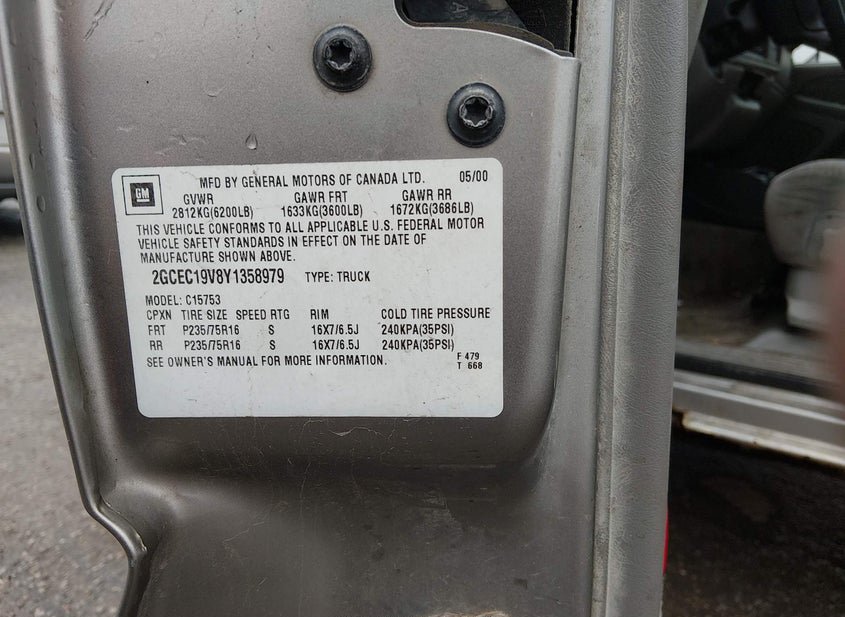 GM
MFD BY GENERAL MOTORS OF CANADA LTD. 05/00
GVWR GAWR FRT GAWR RR
2812KG(6200LB) 1633KG(3600LB) 1672KG(3686LB)
THIS VEHICLE CONFORMS TO ALL APPLICABLE U.S. FEDERAL MOTOR
VEHICLE SAFETY STANDARDS IN EFFECT ON THE DATE OF
MANUFACTURE SHOWN ABOVE.
2GCEC19V8Y1358979 TYPE: TRUCK
MODEL: C15753
CPXN TIRE SIZE SPEED RTG RIM COLD TIRE PRESSURE
FRT P235/75R16 S 16X7/6.5J 240KPA(35PSI)
RR P235/75R16 S 16X7/6.5J 240KPA(35PSI)
SEE OWNER'S MANUAL FOR MORE INFORMATION.
F 479
T 668